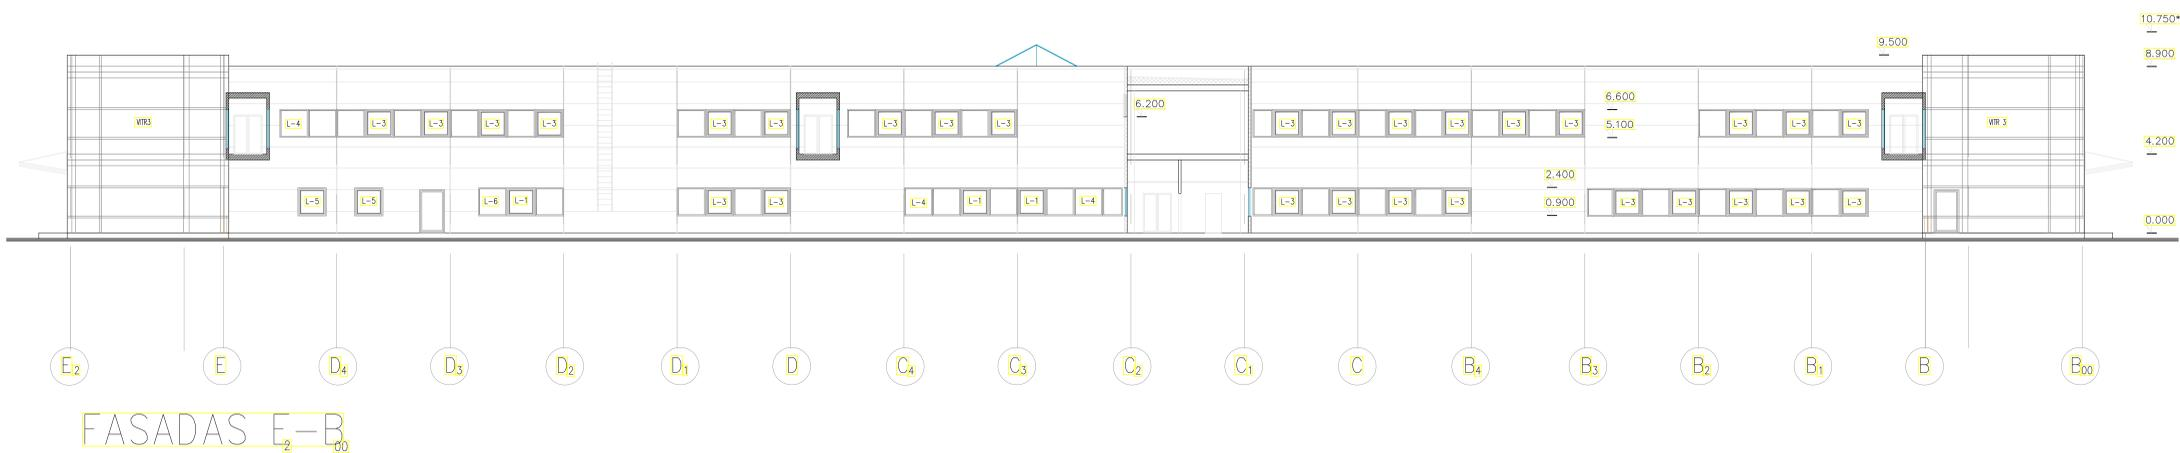 10.750*
9.500
8.900
6.200 6.600
VITR3 L-4 L-3 L-3 L-3 L-3 L-3 L-3 L-3 L-3 L-3 L-3 L-3 L-3 L-3 L-3 L-3 5.100 L-3 L-3 L-3 VITR 3
4.200
2.400
L-5 L-5 L-6 L-1 L-3 L-3 L-4 L-1 L-1 L-4 L-3 L-3 L-3 L-3 0.900 L-3 L-3 L-3 L-3 L-3
0.000
E2 E D4 D3 D2 D1 D C4 C3 C2 C1 C B4 B3 B2 B1 B B00
FASADAS E2-B00